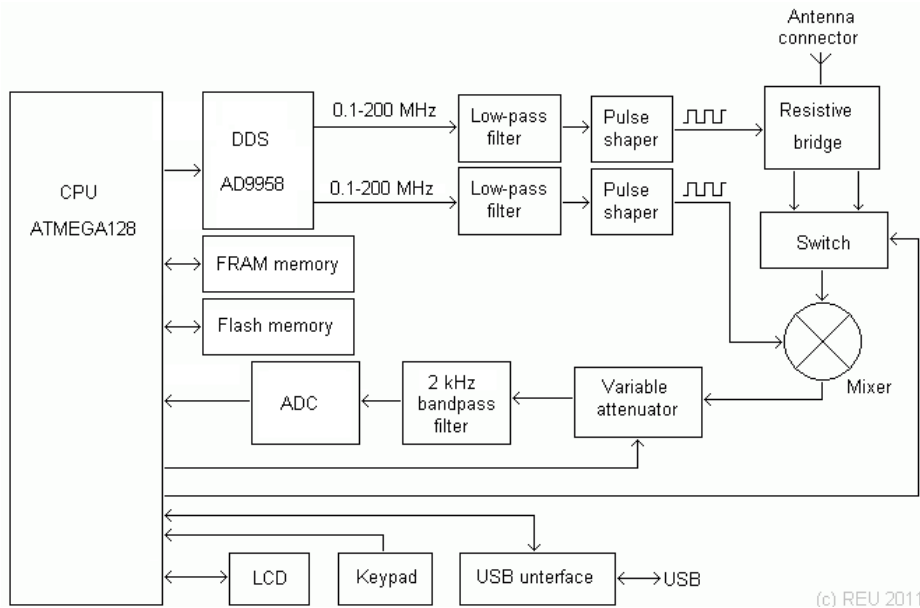 Antenna
connector
CPU
ATMEGA128
DDS
AD9958
0.1-200 MHz
Low-pass
filter
Pulse
shaper
Resistive
bridge
0.1-200 MHz
Low-pass
filter
Pulse
shaper
Switch
FRAM memory
Flash memory
Mixer
ADC
2 kHz
bandpass
filter
Variable
attenuator
LCD
Keypad
USB unterface
USB
(c) REU 2011